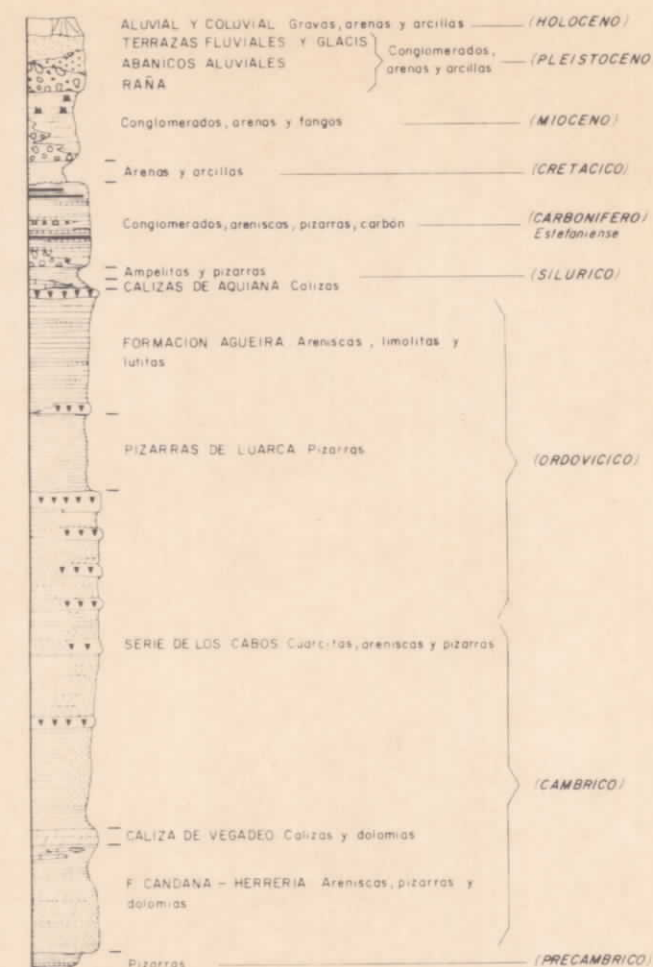 ALUVIAL Y COLUVIAL Gravas, arenas y arcillas (HOLOCENO)
TERRAZAS FLUVIALES Y GLACIS
ABANICOS ALUVIALES
RAÑA
Conglomerados,
arenas y arcillas
(PLEISTOCENO
Conglomerados, arenas y fangos (MIOCENO)
Arenas y arcillas (CRETACICO)
Conglomerados, areniscas, pizarras, carbón (CARBONIFERO)
Estefaniense
Ampelitas y pizarras (SILURICO)
CALIZAS DE AQUIANA Calizas
FORMACION AGUEIRA Areniscas, limolitas y
lutitas
PIZARRAS DE LUARCA Pizarras
(ORDOVICICO)
SERIE DE LOS CABOS Cuarcitas, areniscas y pizarras
(CAMBRICO)
CALIZA DE VEGADEO Calizas y dolomias
F. CANDANA - HERRERIA Areniscas, pizarras y
dolomias
Pizarras (PRECAMBRICO)